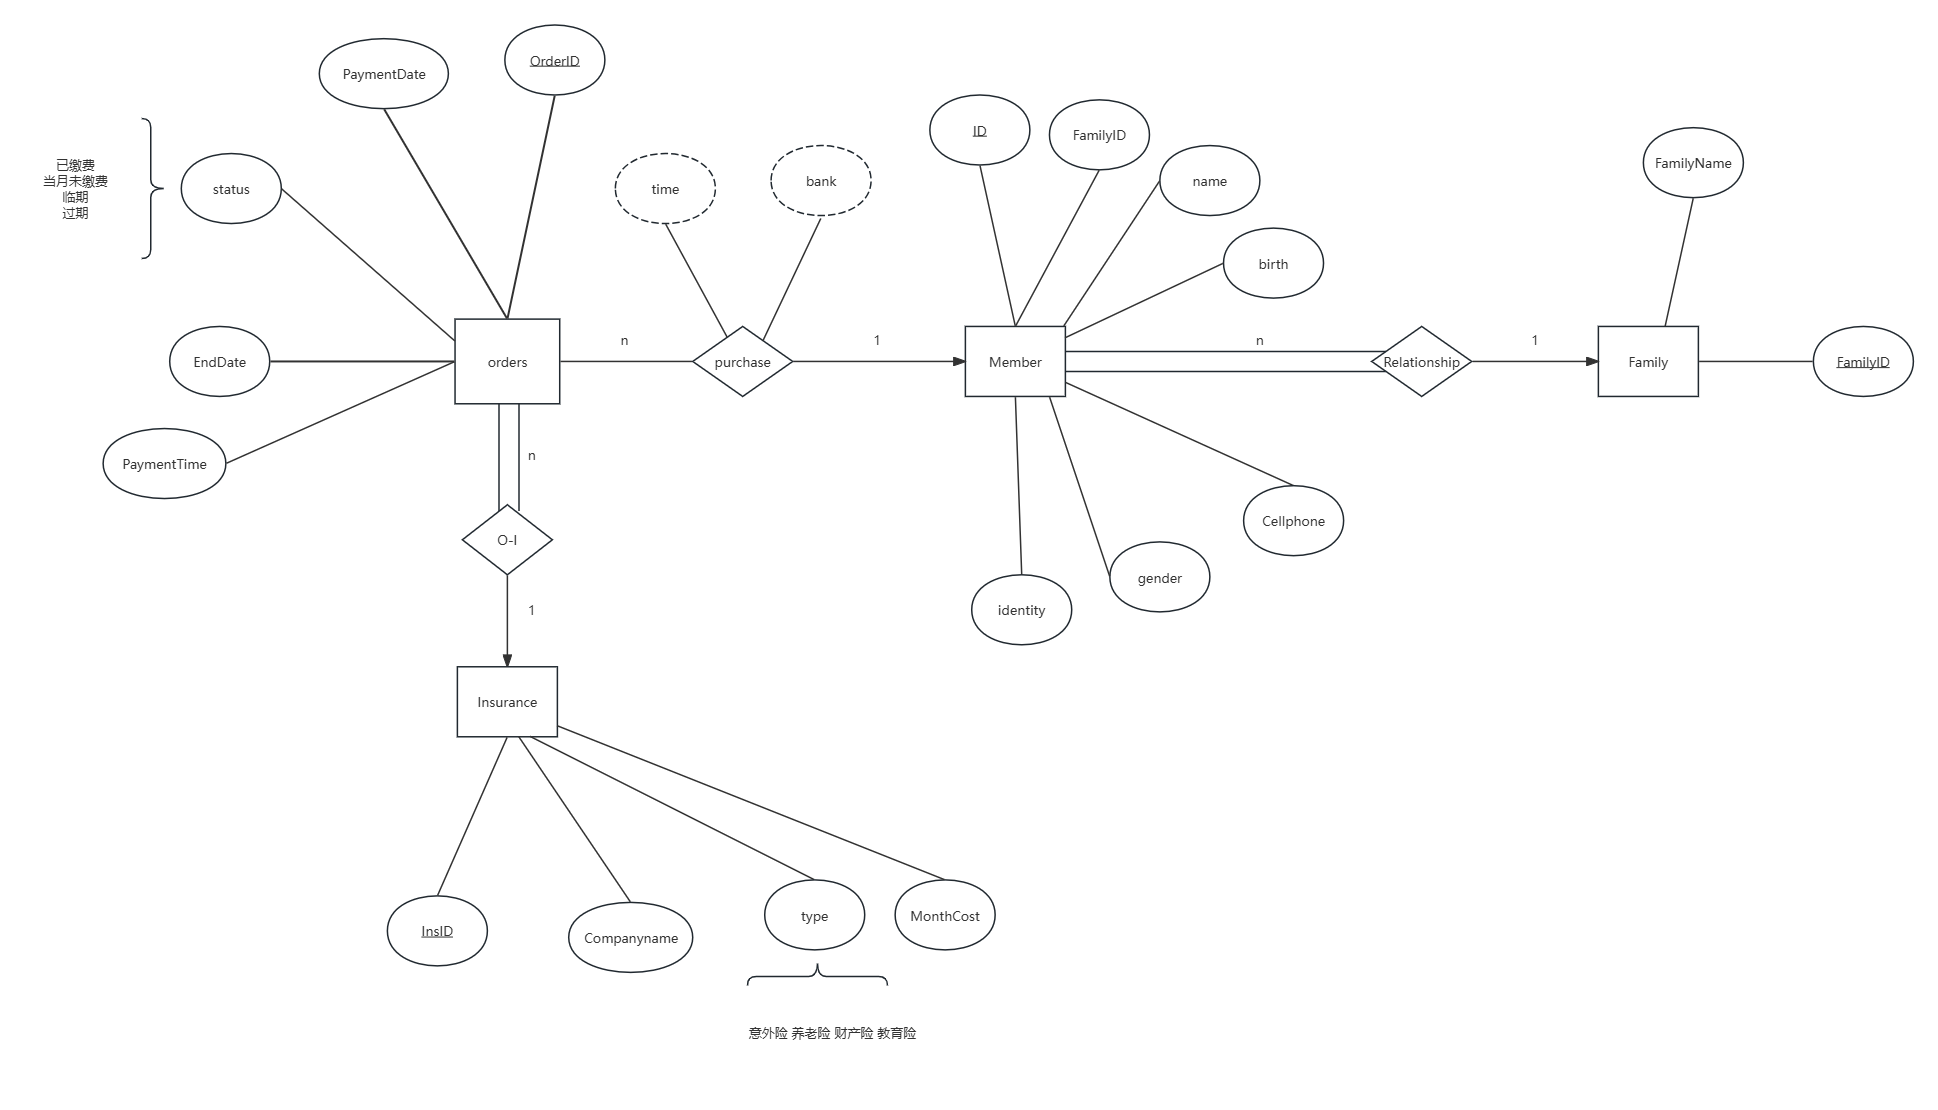 OrderID
PaymentDate
ID
FamilyID
FamilyName
已缴费
当月未缴费
临期
过期
status
time
bank
name
birth
n
1
n
1
EndDate
orders
purchase
Member
Relationship
Family
FamilyID
PaymentTime
n
O-I
Cellphone
gender
identity
1
Insurance
InsID
Companyname
type
MonthCost
意外险 养老险 财产险 教育险